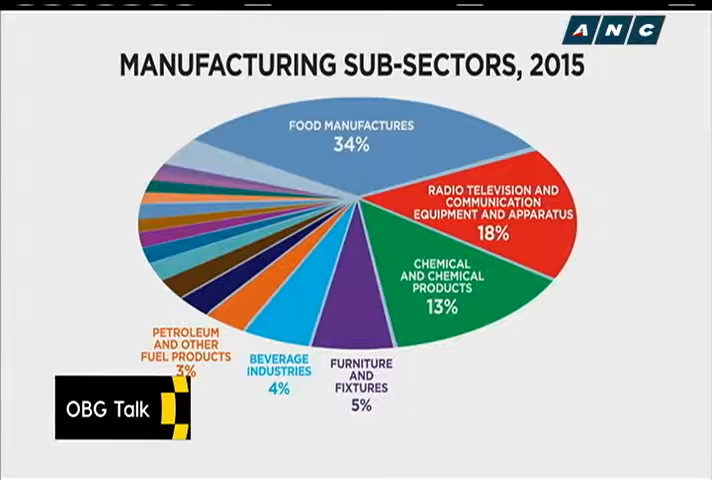 ANC
MANUFACTURING SUB-SECTORS, 2015
FOOD MANUFACTURES
34%
RADIO TELEVISION AND
COMMUNICATION
EQUIPMENT AND APPARATUS
18%
CHEMICAL
AND CHEMICAL
PRODUCTS
13%
PETROLEUM
AND OTHER
FUEL PRODUCTS
3%
BEVERAGE
INDUSTRIES
4%
FURNITURE
AND
FIXTURES
5%
OBG Talk